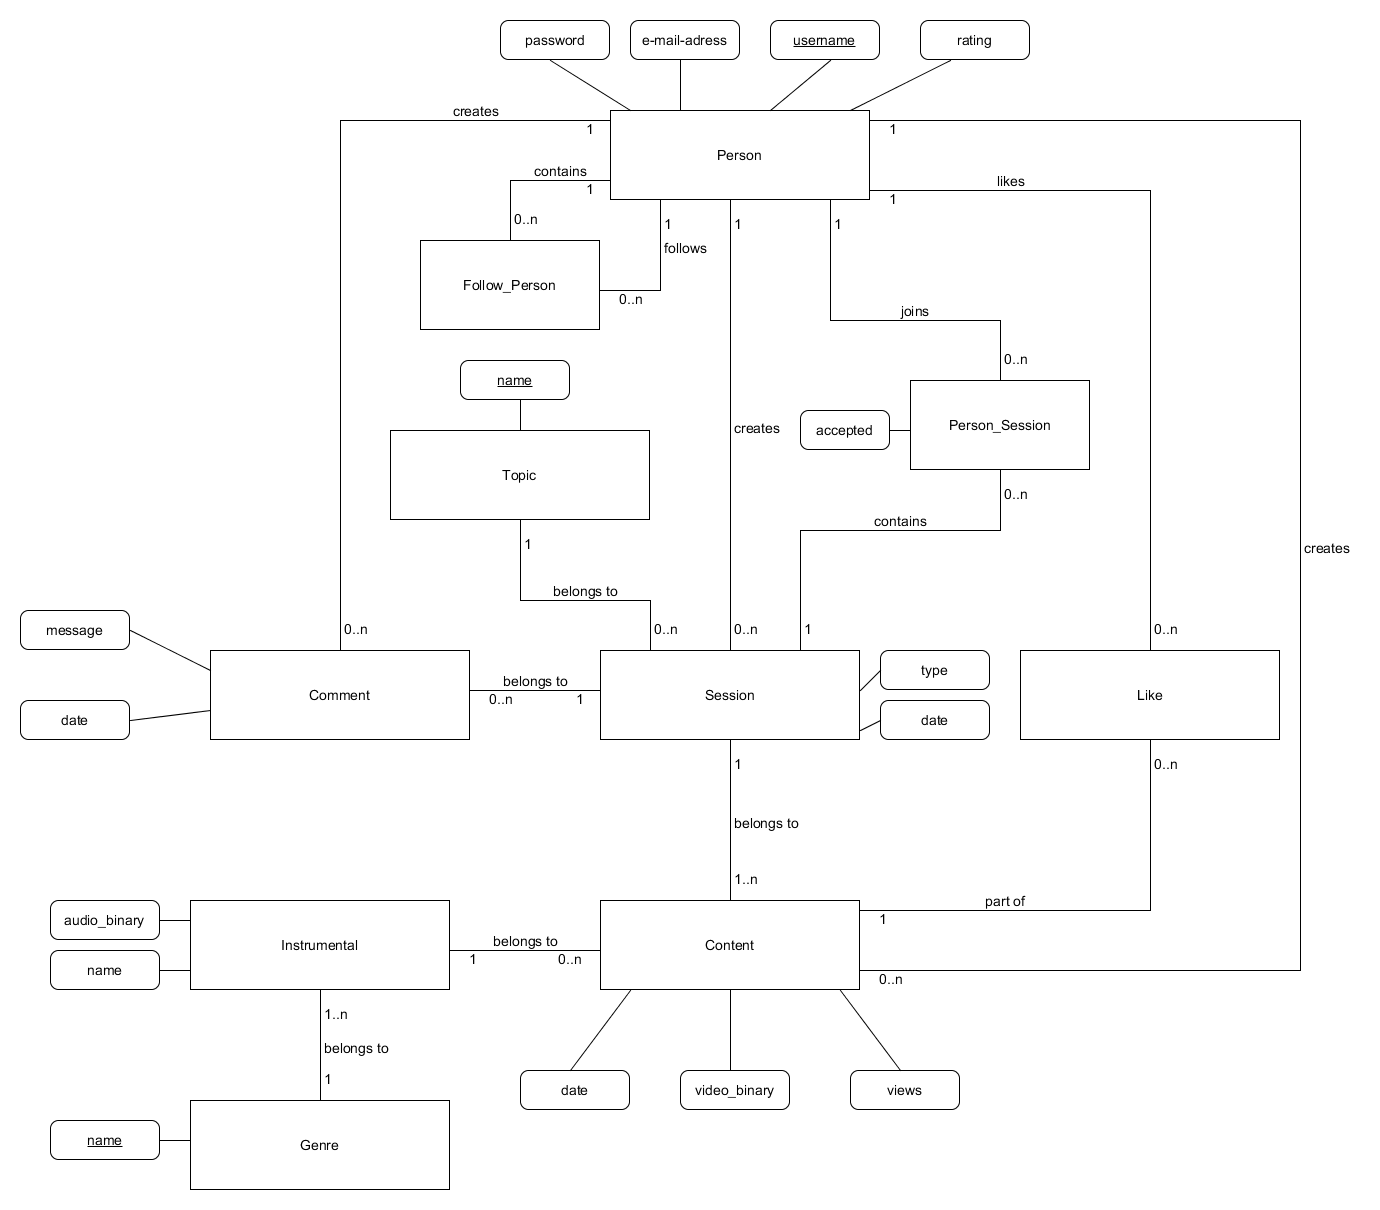 password
e-mail-adress
username
rating
creates
1
1
Person
contains
1
likes
1
0..n
1
follows
1
1
Follow_Person
0..n
joins
0..n
name
accepted
Person_Session
creates
Topic
0..n
contains
1
creates
belongs to
message
0..n
0..n
0..n
1
0..n
Comment
belongs to
0..n
1
Session
type
Like
date
date
1
0..n
belongs to
1..n
part of
1
audio_binary
Instrumental
belongs to
1
0..n
Content
name
0..n
1..n
belongs to
1
date
video_binary
views
name
Genre